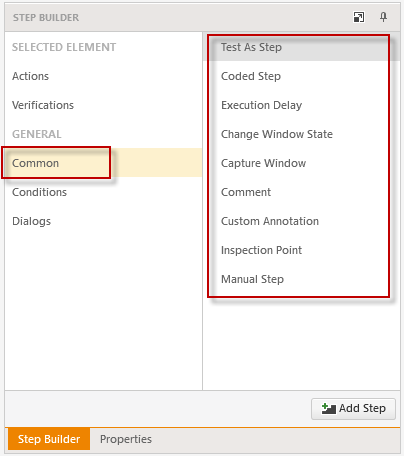 STEP BUILDER
SELECTED ELEMENT
Actions
Verifications
GENERAL
Common
Conditions
Dialogs
Test As Step
Coded Step
Execution Delay
Change Window State
Capture Window
Comment
Custom Annotation
Inspection Point
Manual Step
Add Step
Step Builder
Properties